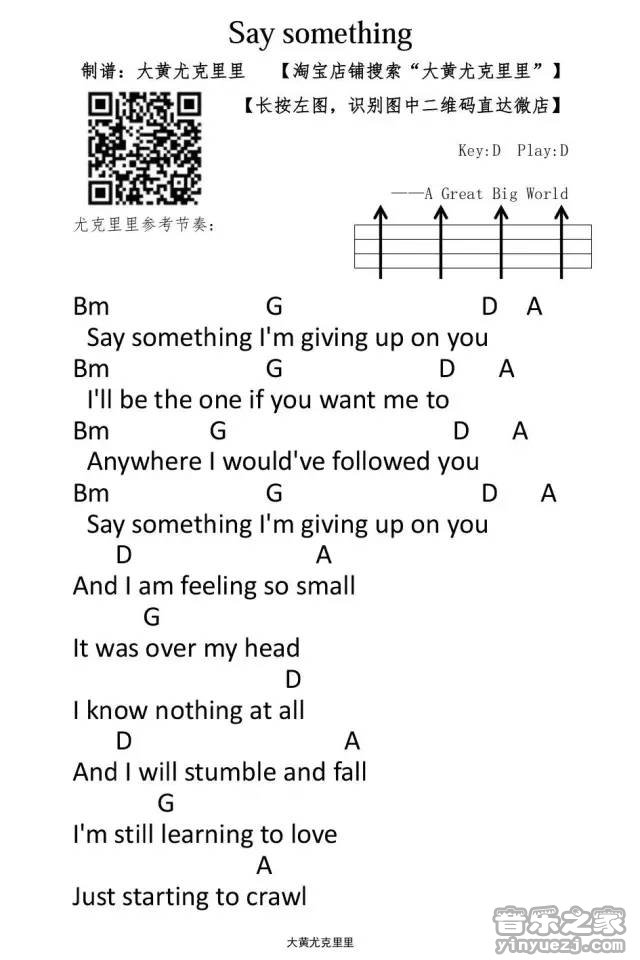 Say something
制谱：大黄尤克里里 【淘宝店铺搜索“大黄尤克里里”】
【长按左图，识别图中二维码直达微店】
Key:D Play:D
——A Great Big World
尤克里里参考节奏：
Bm G D A
Say something I'm giving up on you
Bm G D A
I'll be the one if you want me to
Bm G D A
Anywhere I would've followed you
Bm G D A
Say something I'm giving up on you
D A
And I am feeling so small
G
It was over my head
D
I know nothing at all
D A
And I will stumble and fall
G
I'm still learning to love
A
Just starting to crawl
大黄尤克里里
音乐之家
yinyuezj.com